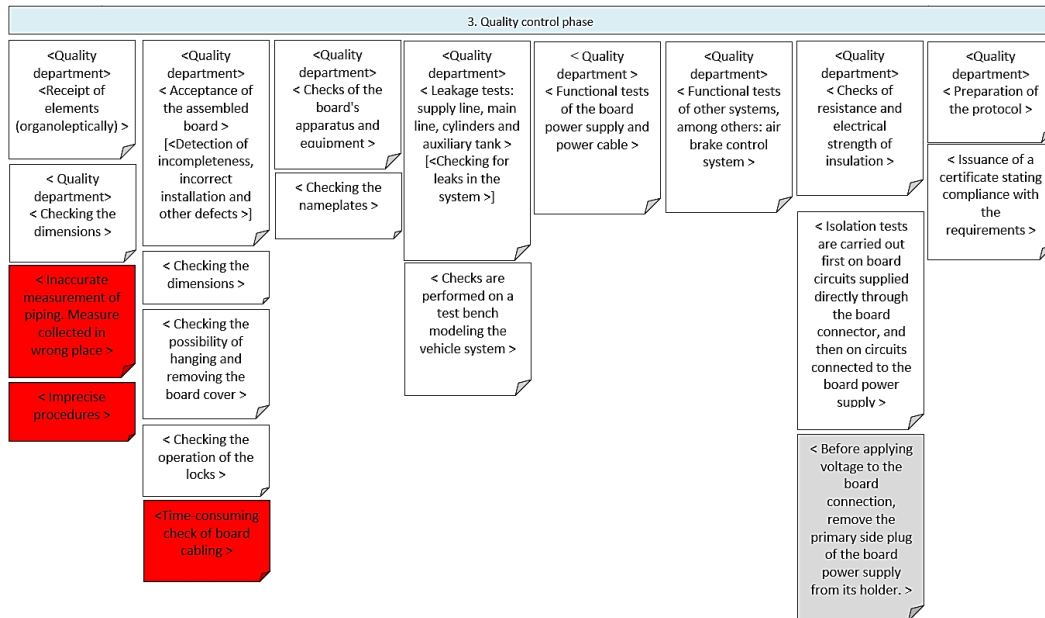 3. Quality control phase
<Quality
department>
<Receipt of
elements
(organoleptically) >
< Quality
department>
< Checking the
dimensions >
< Inaccurate
measurement of
piping. Measure
collected in
wrong place >
< Imprecise
procedures >
<Quality
department>
< Acceptance of
the assembled
board >
[<Detection of
incompleteness,
incorrect
installation and
other defects >]
< Checking the
dimensions >
< Checking the
possibility of
hanging and
removing the
board cover >
< Checking the
operation of the
locks >
<Time-consuming
check of board
cabling >
<Quality
department>
< Checks of the
board's
apparatus and
equipment >
< Checking the
nameplates >
<Quality
department>
< Leakage tests:
supply line, main
line, cylinders and
auxiliary tank >
[<Checking for
leaks in the
system >]
< Checks are
performed on a
test bench
modeling the
vehicle system >
< Quality
department >
< Functional tests
of the board
power supply and
power cable >
<Quality
department>
< Functional tests
of other systems,
among others: air
brake control
system >
<Quality
department>
< Checks of
resistance and
electrical
strength of
insulation >
< Isolation tests
are carried out
first on board
circuits supplied
directly through
the board
connector, and
then on circuits
connected to the
board power
supply >
< Before applying
voltage to the
board
connection,
remove the
primary side plug
of the board
power supply
from its holder. >
<Quality
department>
< Preparation of
the protocol >
< Issuance of a
certificate stating
compliance with
the
requirements >